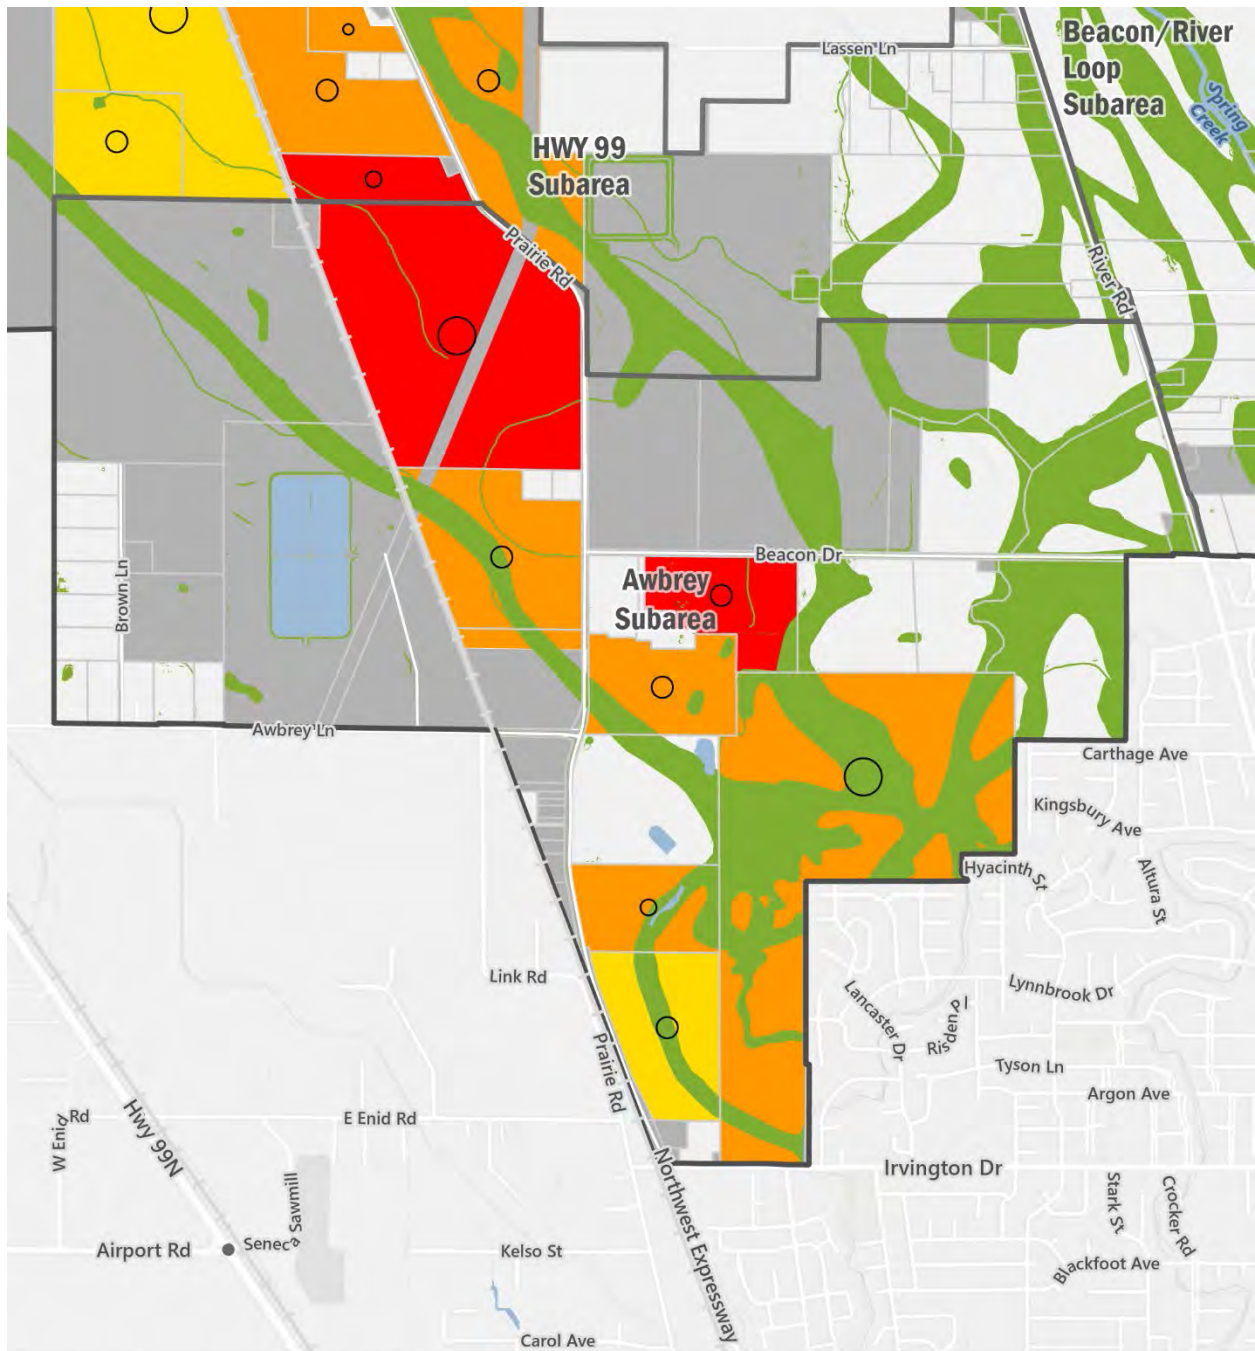 Lassen Ln
Beacon/River
Loop
Subarea
Spring
Creek
HWY 99
Subarea
Prairie Rd
River Rd
Beacon Dr
Awbrey
Subarea
Brown Ln
Awbrey Ln
Carthage Ave
Kingsbury Ave
Hyacinth St
Altura St
Link Rd
Lynnbrook Dr
Lancaster Dr
Risden Pl
Prairie Rd
Tyson Ln
Argon Ave
Hwy 99N
W Enid Rd
E Enid Rd
Northwest Expressway
Irvington Dr
Stark St
Crocker Rd
Seneca Sawmill
Airport Rd
Kelso St
Blackfoot Ave
Carol Ave